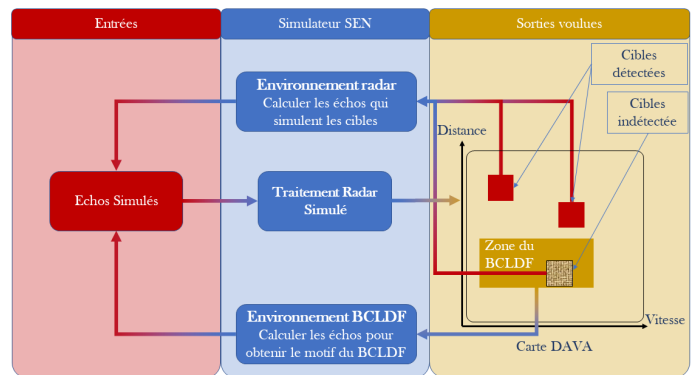 Entrées
Simulateur SEN
Sorties voulues
Environnement radar
Calculer les échos qui
simulent les cibles
Cibles
détectées
Cibles
indétectée
Distance
Echos Simulés
Traitement Radar
Simulé
Zone du
BCLDF
Environnement BCLDF
Calculer les échos pour
obtenir le motif du BCLDF
Vitesse
Carte DAVA